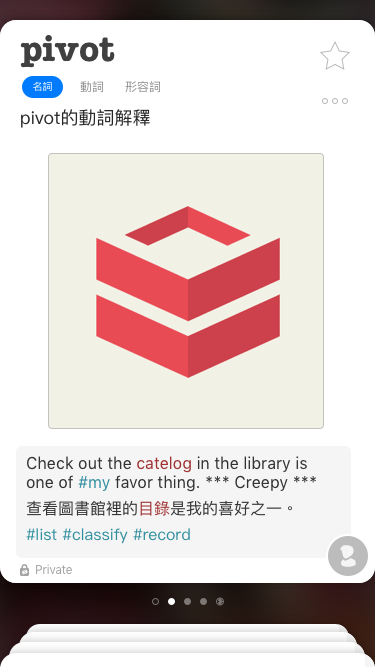 pivot
名詞 動詞 形容詞
pivot的動詞解釋
Check out the catelog in the library is
one of #my favor thing. *** Creepy ***
查看圖書館裡的目錄是我的喜好之一。
#list #classify #record
Private